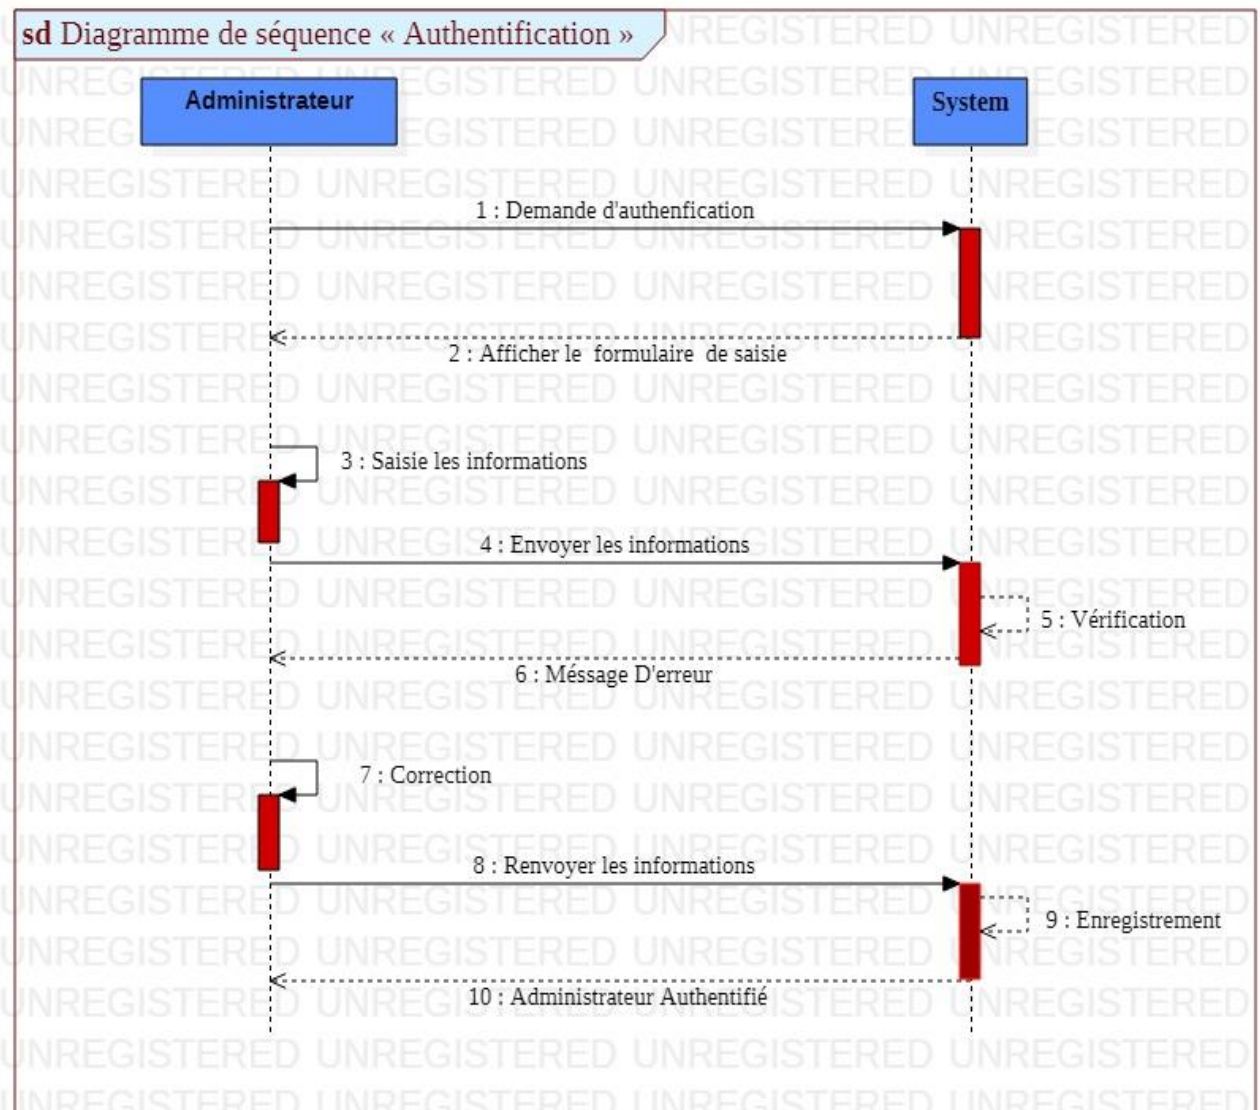 sd Diagramme de séquence « Authentification »
Administrateur
System
1 : Demande d'authenfication
2 : Afficher le formulaire de saisie
3 : Saisie les informations
4 : Envoyer les informations
5 : Vérification
6 : Méssage D'erreur
7 : Correction
8 : Renvoyer les informations
9 : Enregistrement
10 : Administrateur Authentifié
UNREGISTERED